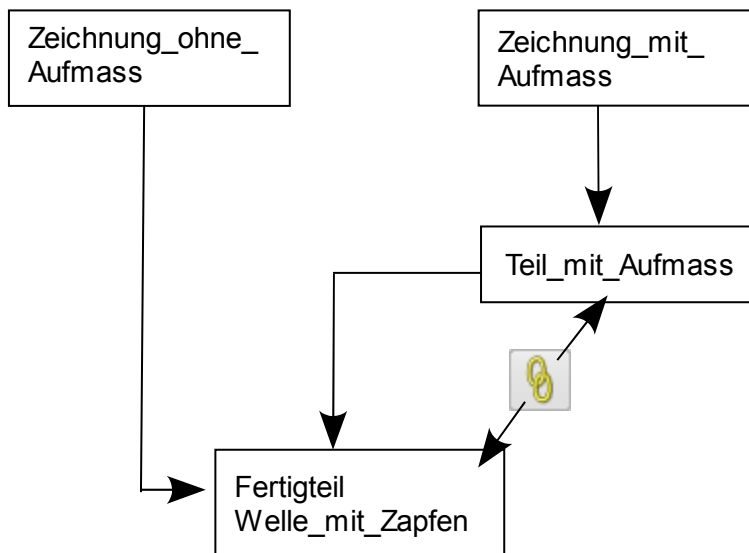 Zeichnung_ohne_
Aufmass
Zeichnung_mit_
Aufmass
Teil_mit_Aufmass
Fertigteil
Welle_mit_Zapfen